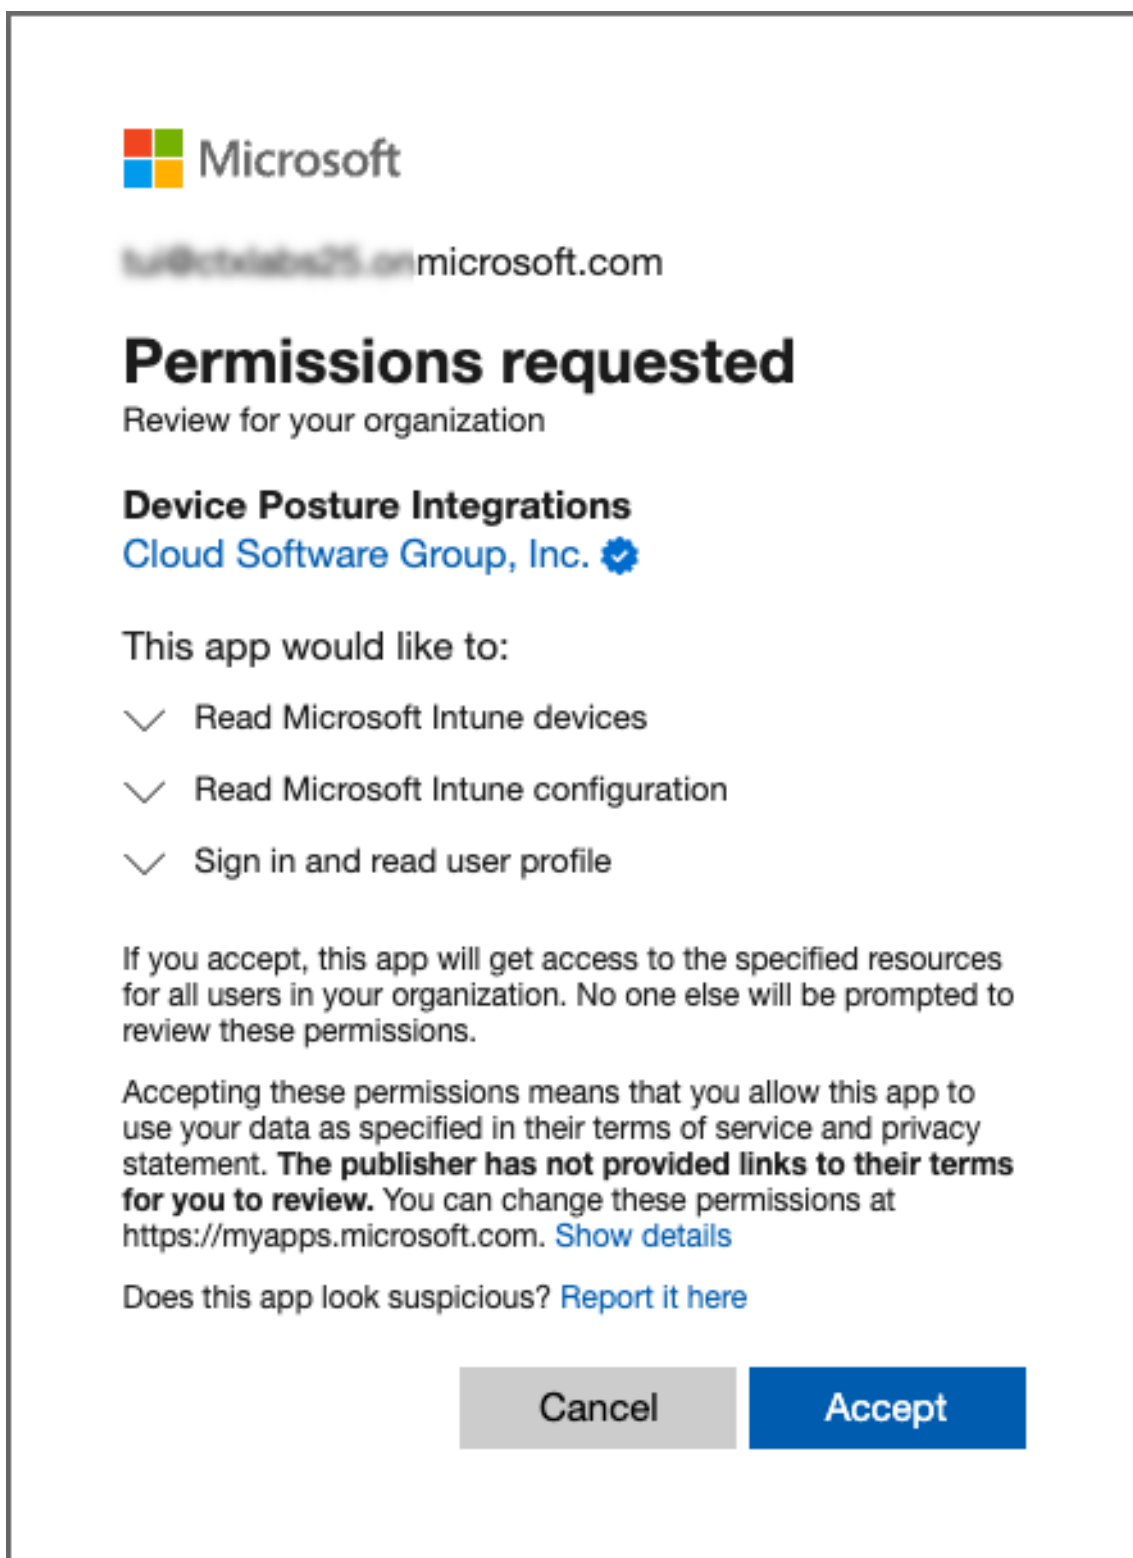 Microsoft
microsoft.com
Permissions requested
Review for your organization
Device Posture Integrations
Cloud Software Group, Inc.
This app would like to:
Read Microsoft Intune devices
Read Microsoft Intune configuration
Sign in and read user profile
If you accept, this app will get access to the specified resources
for all users in your organization. No one else will be prompted to
review these permissions.
Accepting these permissions means that you allow this app to
use your data as specified in their terms of service and privacy
statement. The publisher has not provided links to their terms
for you to review. You can change these permissions at
https://myapps.microsoft.com. Show details
Does this app look suspicious? Report it here
Cancel
Accept